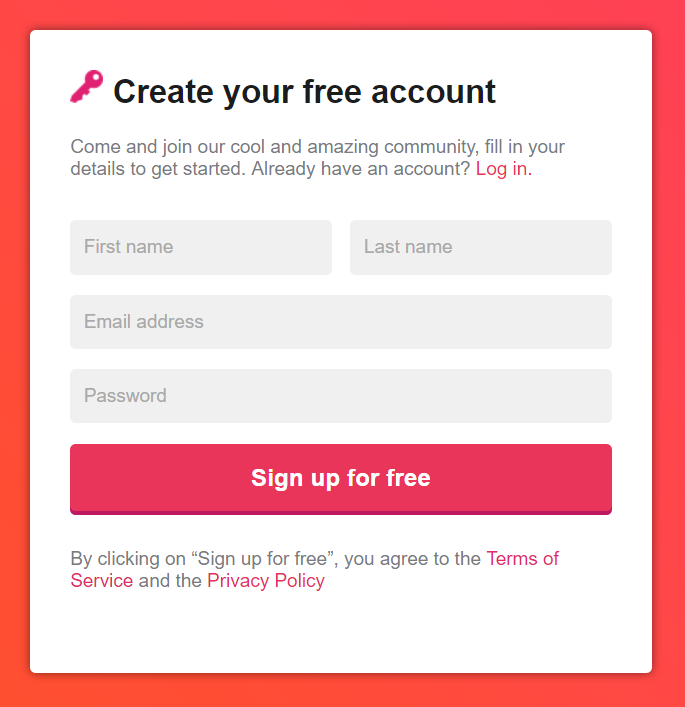 Create your free account
Come and join our cool and amazing community, fill in your
details to get started. Already have an account? Log in.
First name
Last name
Email address
Password
Sign up for free
By clicking on “Sign up for free”, you agree to the Terms of
Service and the Privacy Policy